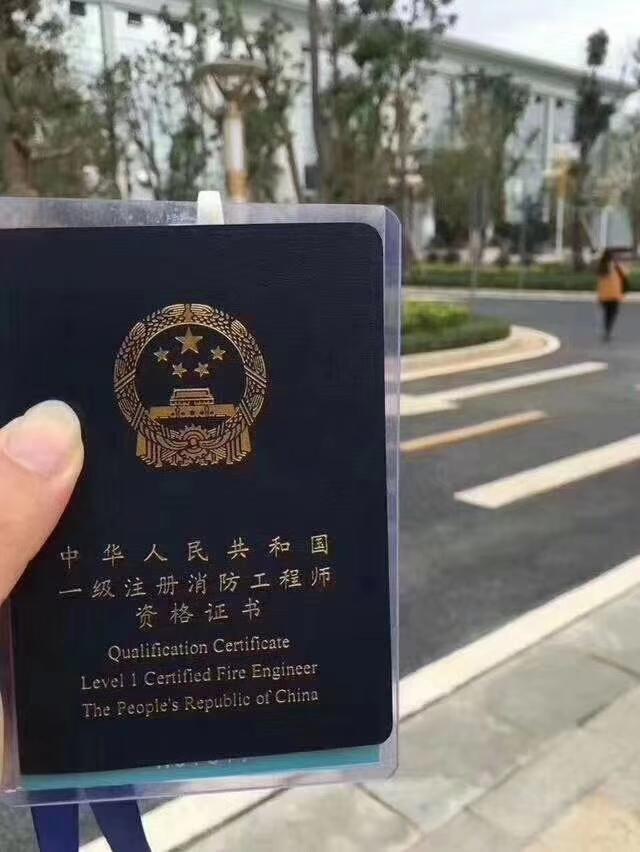 中华人民共和国
一级注册消防工程师
资格证书
Qualification Certificate
Level 1 Certified Fire Engineer
The People's Republic of China